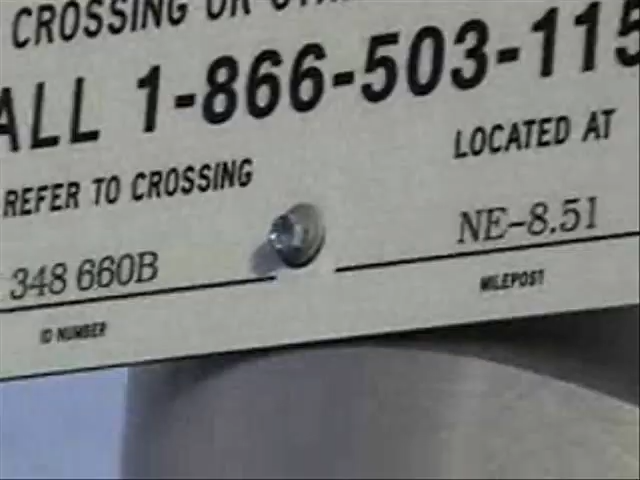 CROSSING OR
ALL 1-866-503-115
REFER TO CROSSING
LOCATED AT
348 660B
NE-8.51
ID NUMBER
MILEPOST